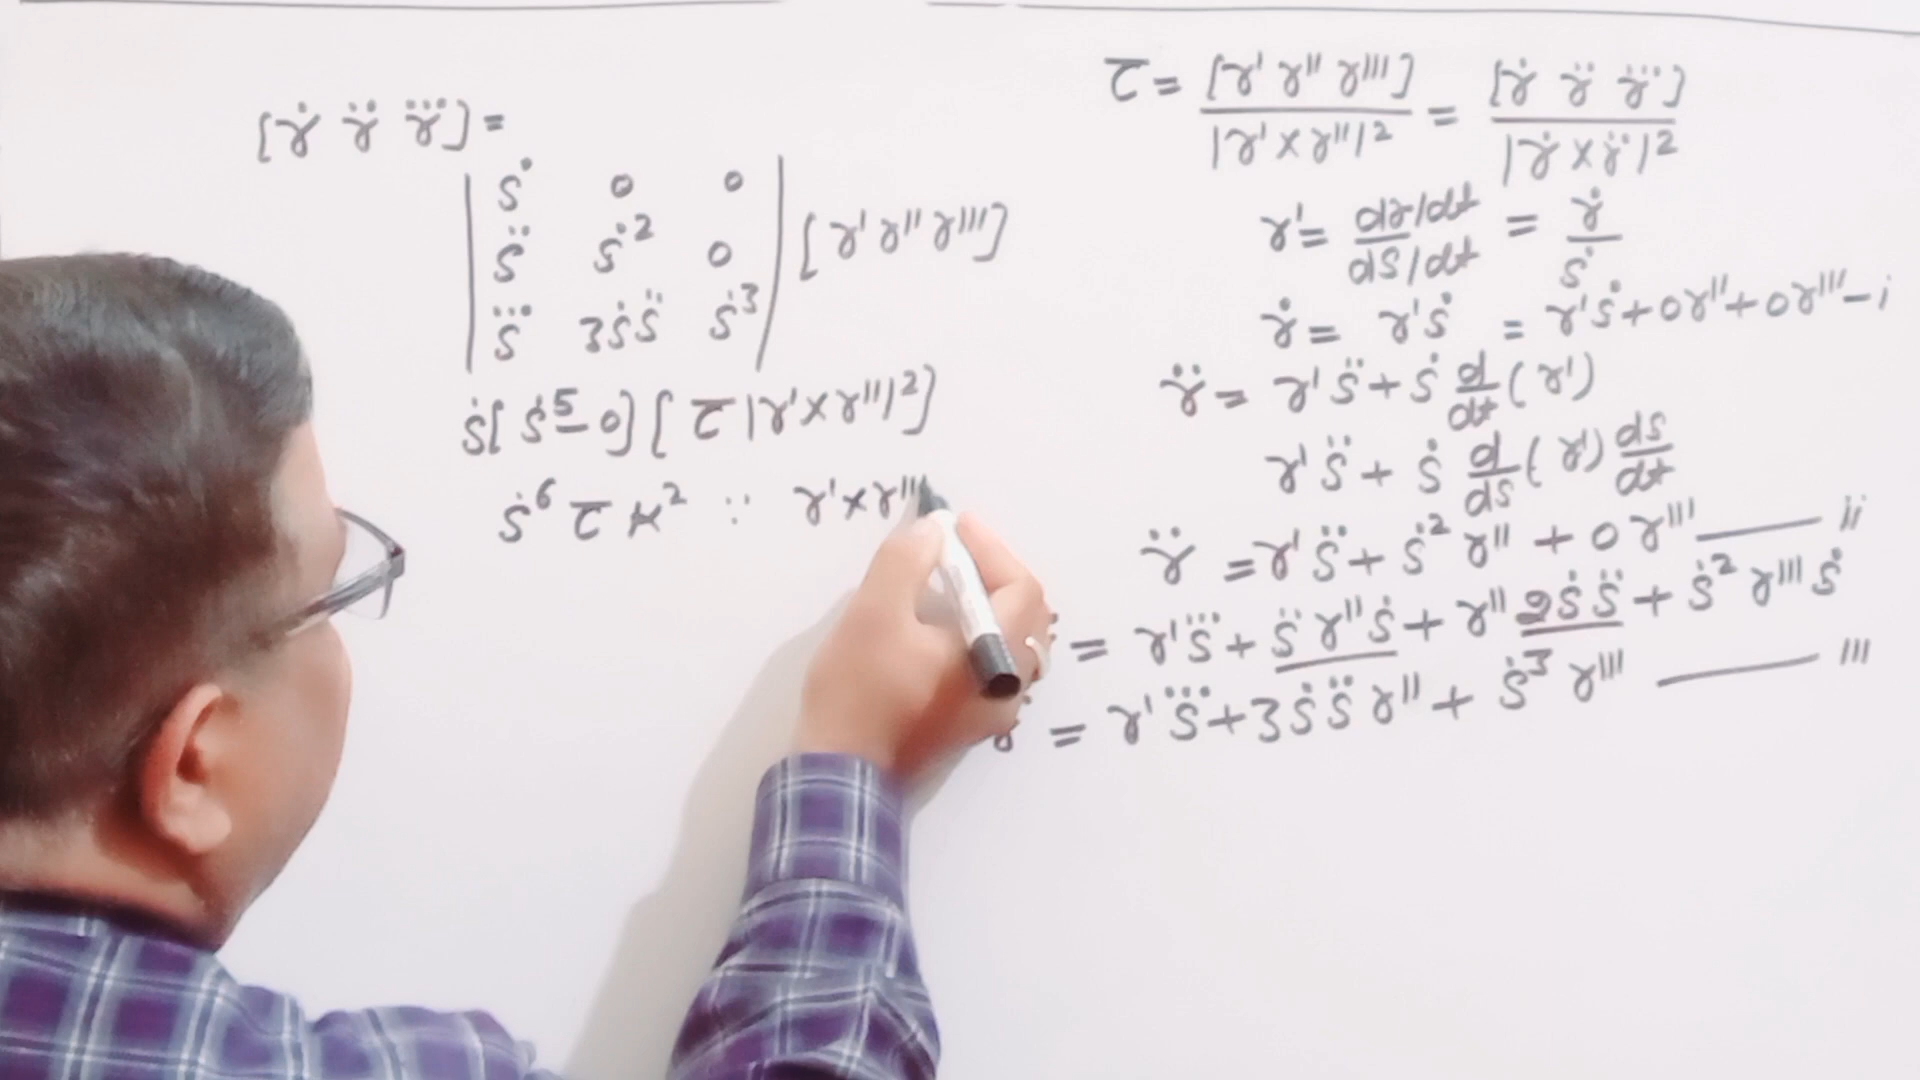 [ṙ r̈ r⃛] =
| ṡ 0 0 |
| s̈ ṡ² 0 | [r' r'' r''']
| s⃛ 3ṡs̈ ṡ³ |
ṡ[ṡ⁵-0][τ|r'×r''|²]
ṡ⁶ τ κ² ∵ r'×r''
τ = [r' r'' r''']/|r'×r''|² = [ṙ r̈ r⃛]/|ṙ×r̈|²
r' = dr/dt / ds/dt = ṙ/ṡ
ṙ = r'ṡ = r'ṡ+0r''+0r''' - i
r̈ = r's̈+ṡ d/dt (r')
r's̈ + ṡ d/ds (r') ds/dt
r̈ = r's̈+ṡ² r'' + 0 r''' —— ii
= r's⃛+s̈ r''ṡ+r'' 2ṡs̈+ṡ² r''' ṡ
= r's⃛+3ṡs̈ r''+ṡ³ r''' —— iii